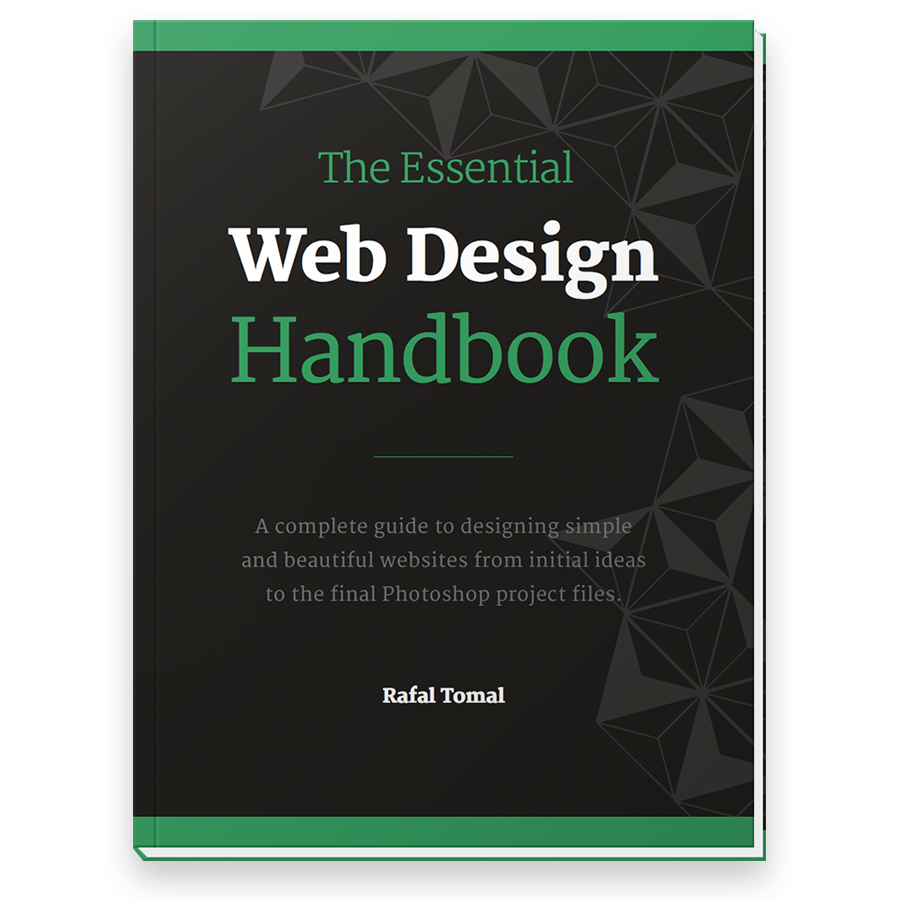 The Essential
Web Design
Handbook
A complete guide to designing simple
and beautiful websites from initial ideas
to the final Photoshop project files.
Rafal Tomal